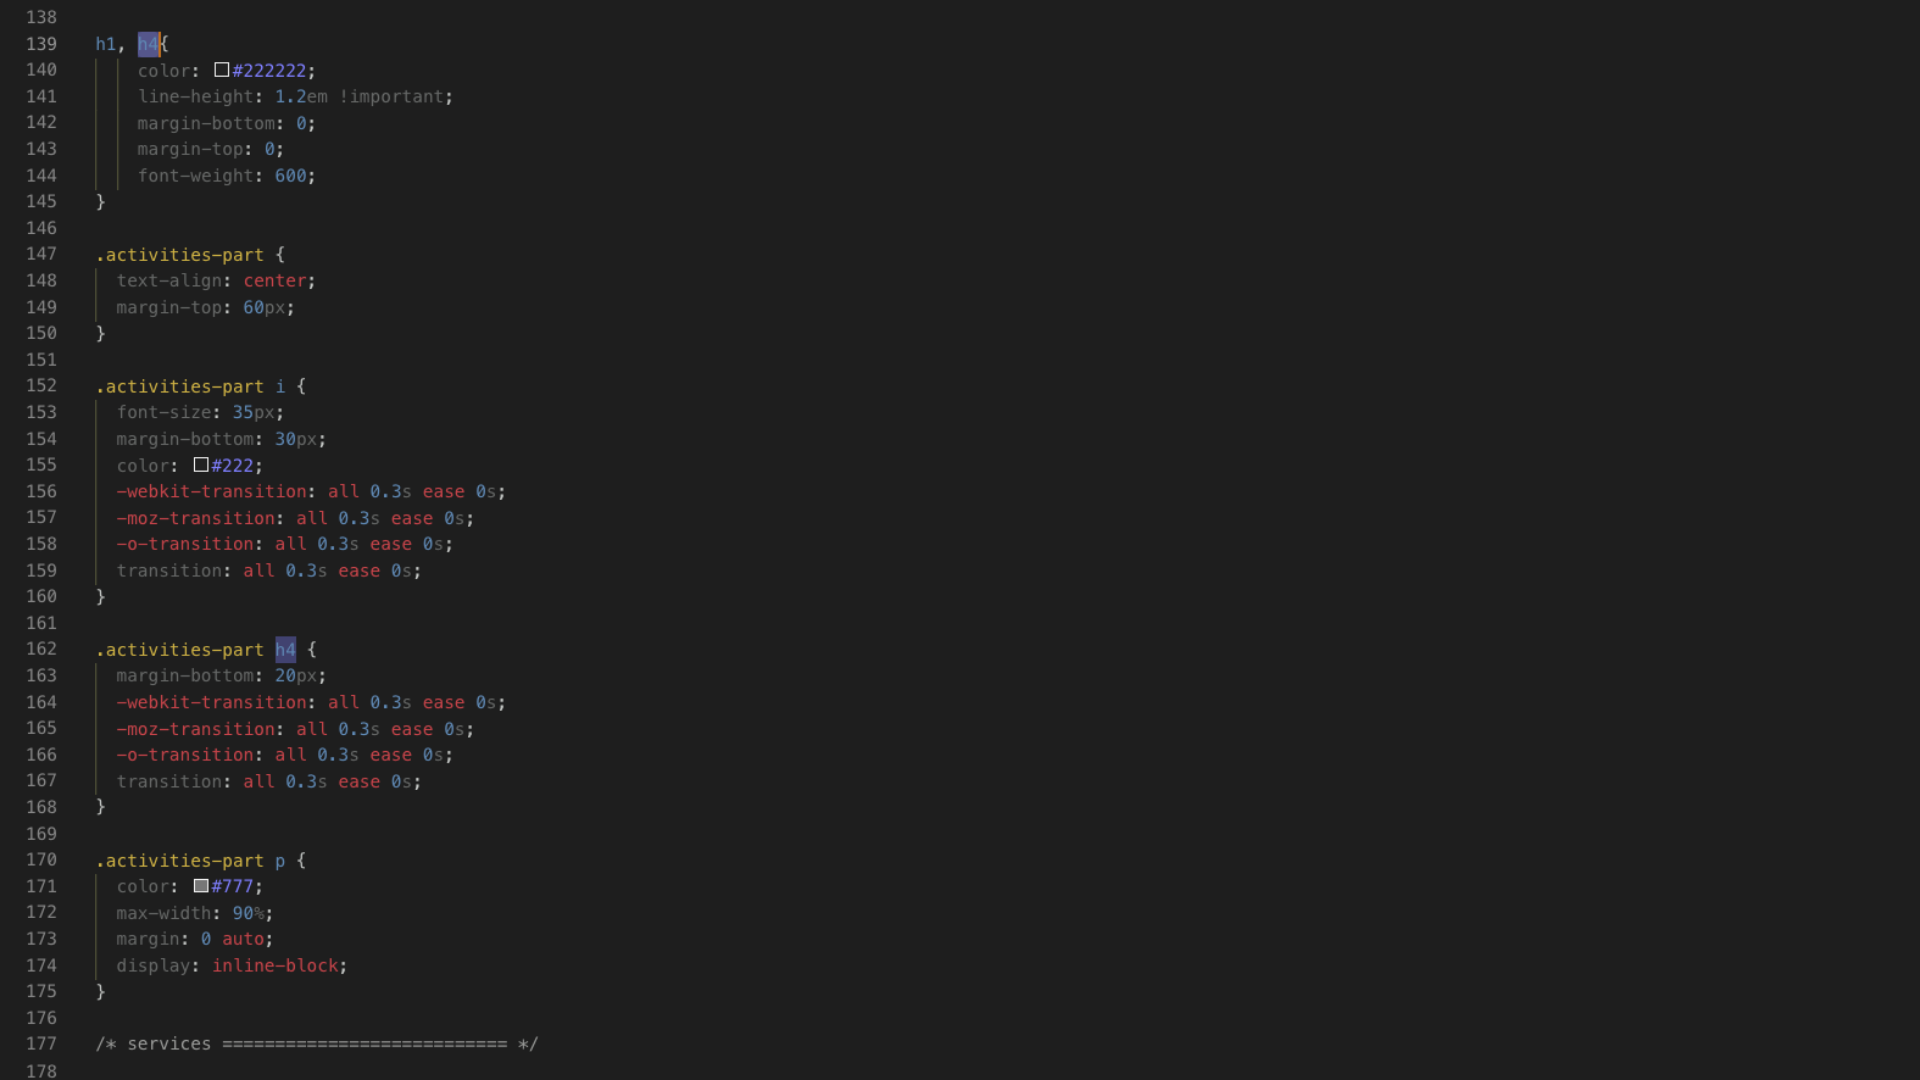 138
139 h1, h4{
140 color: #222222;
141 line-height: 1.2em !important;
142 margin-bottom: 0;
143 margin-top: 0;
144 font-weight: 600;
145 }
146
147 .activities-part {
148 text-align: center;
149 margin-top: 60px;
150 }
151
152 .activities-part i {
153 font-size: 35px;
154 margin-bottom: 30px;
155 color: #222;
156 -webkit-transition: all 0.3s ease 0s;
157 -moz-transition: all 0.3s ease 0s;
158 -o-transition: all 0.3s ease 0s;
159 transition: all 0.3s ease 0s;
160 }
161
162 .activities-part h4 {
163 margin-bottom: 20px;
164 -webkit-transition: all 0.3s ease 0s;
165 -moz-transition: all 0.3s ease 0s;
166 -o-transition: all 0.3s ease 0s;
167 transition: all 0.3s ease 0s;
168 }
169
170 .activities-part p {
171 color: #777;
172 max-width: 90%;
173 margin: 0 auto;
174 display: inline-block;
175 }
176
177 /* services =========================== */
178